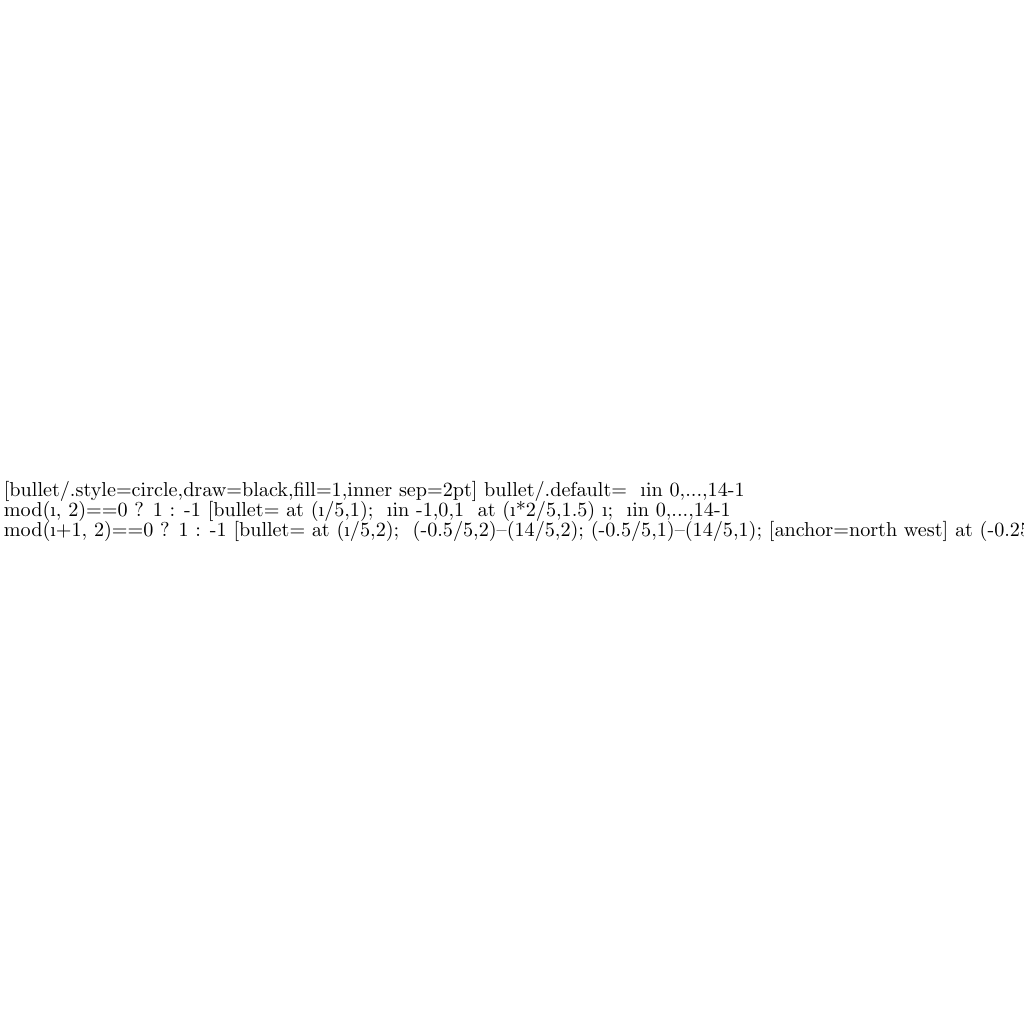 [bullet/.style=circle,draw=black,fill=1,inner sep=2pt] bullet/.default= ıin 0,...,14-1
mod(ı, 2)==0 ? 1 : -1 [bullet= at (ı/5,1); ıin -1,0,1 at (ı*2/5,1.5) ı; ıin 0,...,14-1
mod(ı+1, 2)==0 ? 1 : -1 [bullet= at (ı/5,2); (-0.5/5,2)–(14/5,2); (-0.5/5,1)–(14/5,1); [anchor=north west] at (-0.25